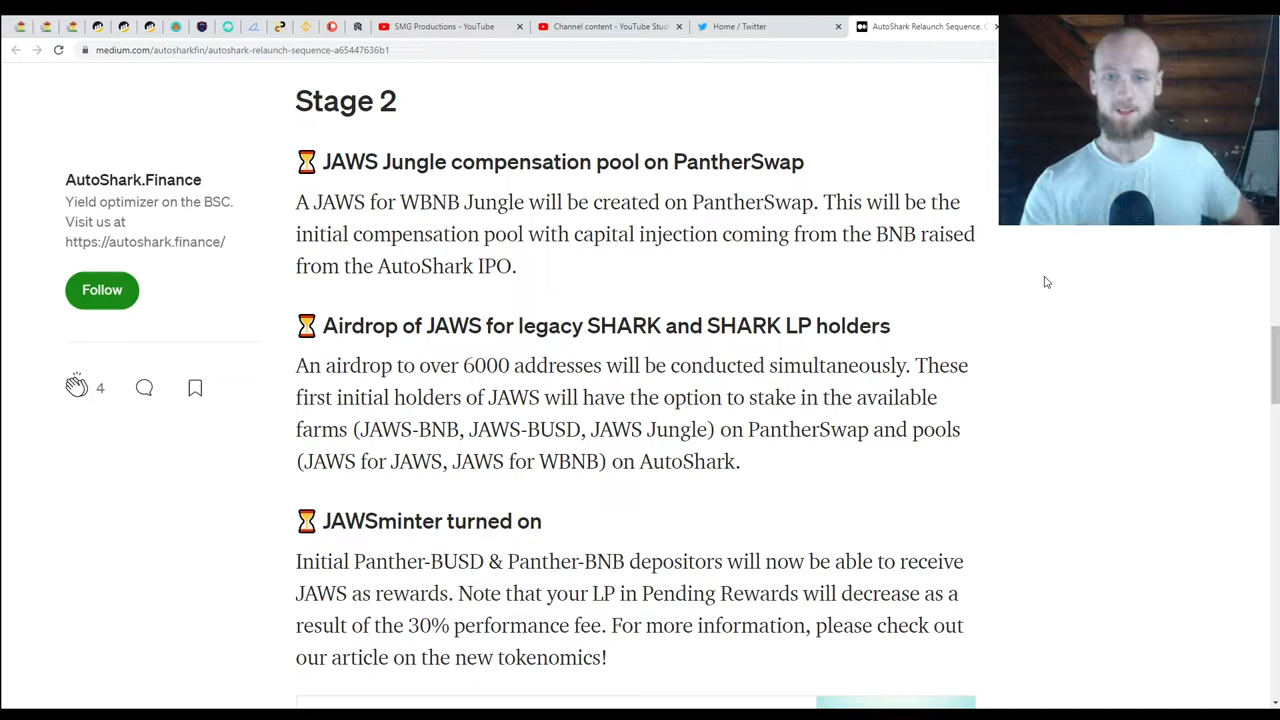 SMG Productions - YouTube
Channel content - YouTube Stud
Home / Twitter
AutoShark Relaunch Sequence.
medium.com/autosharkfin/autoshark-relaunch-sequence-a65447636b1
Stage 2
⌛ JAWS Jungle compensation pool on PantherSwap
A JAWS for WBNB Jungle will be created on PantherSwap. This will be the
initial compensation pool with capital injection coming from the BNB raised
from the AutoShark IPO.
AutoShark.Finance
Yield optimizer on the BSC.
Visit us at
https://autoshark.finance/
Follow
4
⌛ Airdrop of JAWS for legacy SHARK and SHARK LP holders
An airdrop to over 6000 addresses will be conducted simultaneously. These
first initial holders of JAWS will have the option to stake in the available
farms (JAWS-BNB, JAWS-BUSD, JAWS Jungle) on PantherSwap and pools
(JAWS for JAWS, JAWS for WBNB) on AutoShark.
⌛ JAWSminter turned on
Initial Panther-BUSD & Panther-BNB depositors will now be able to receive
JAWS as rewards. Note that your LP in Pending Rewards will decrease as a
result of the 30% performance fee. For more information, please check out
our article on the new tokenomics!